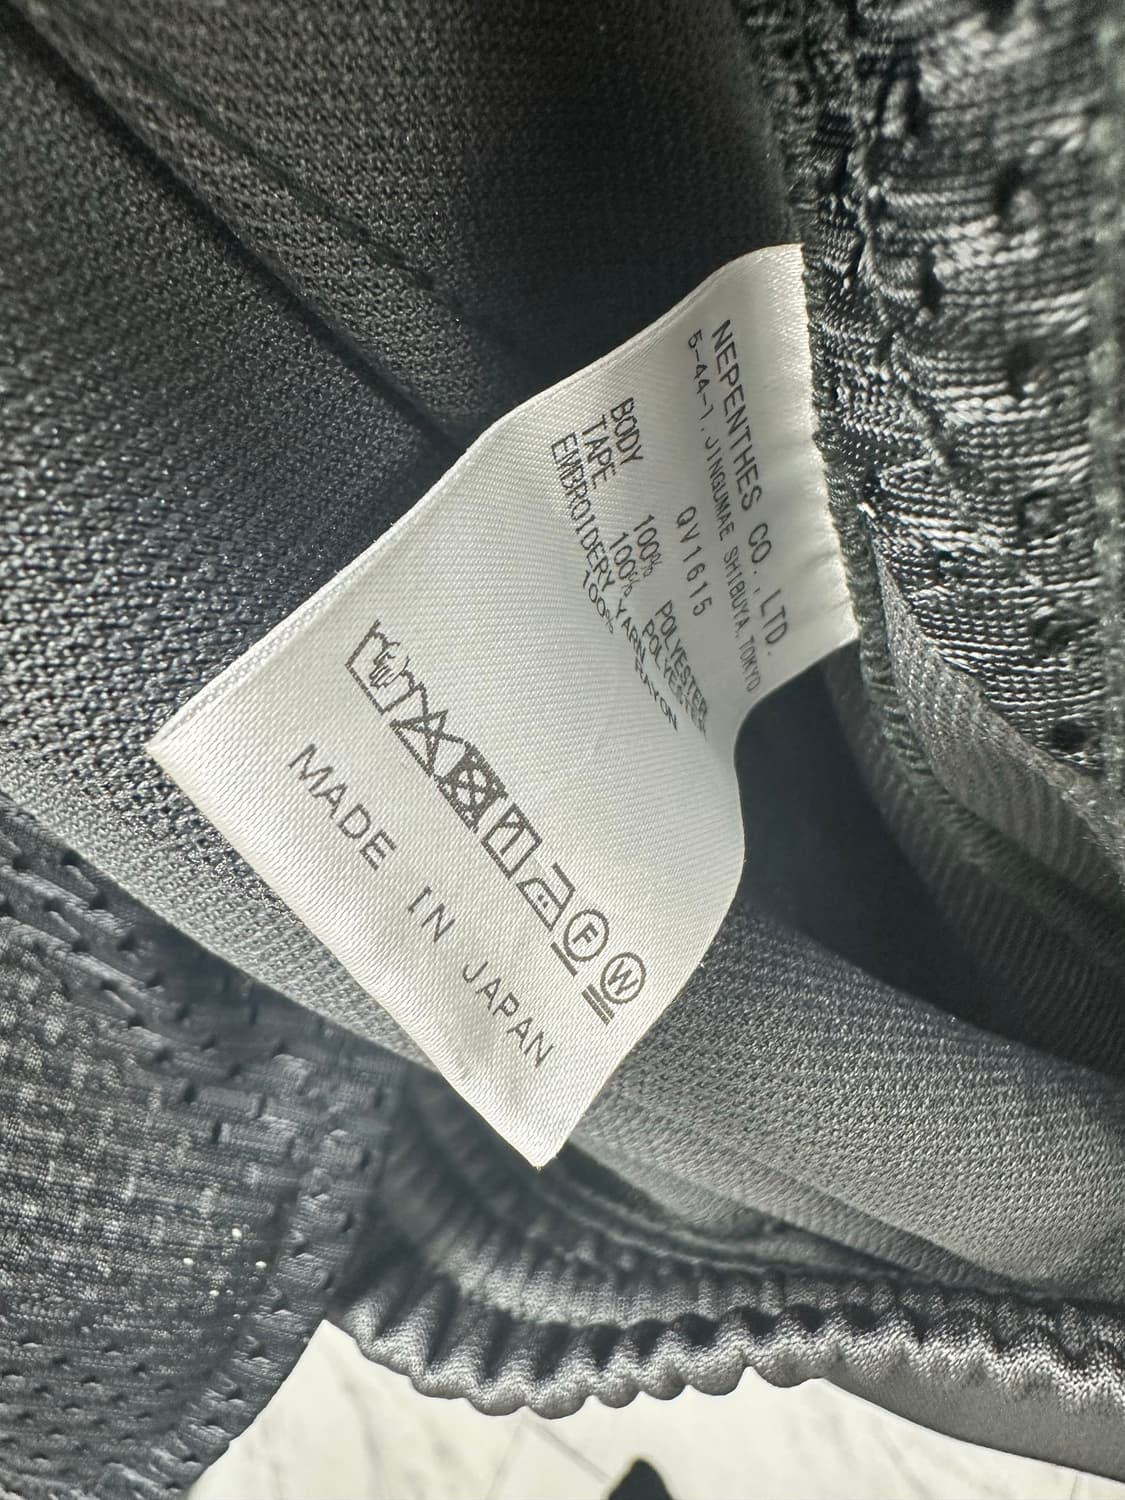 NEPENTHES CO., LTD.
5-44-1, JINGUMAE SHIBUYA, TOKYO
QV1615
BODY 100% POLYESTER
TAPE 100% POLYESTER
EMBROIDERY YARN RAYON
100%
F W
MADE IN JAPAN